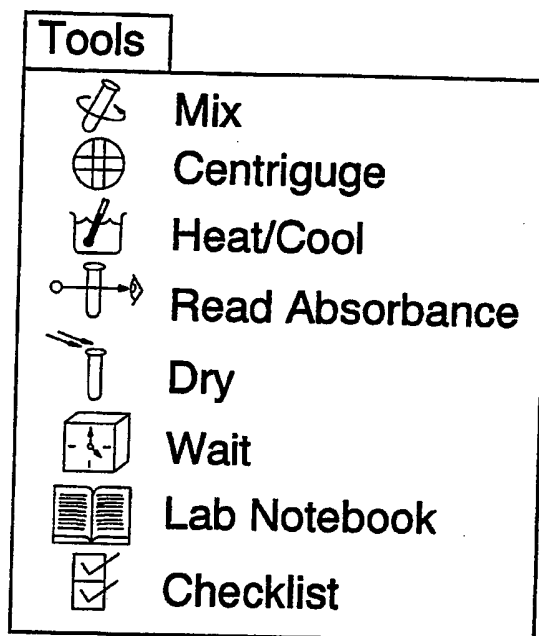 Tools
Mix
Centriguge
Heat/Cool
Read Absorbance
Dry
Wait
Lab Notebook
Checklist